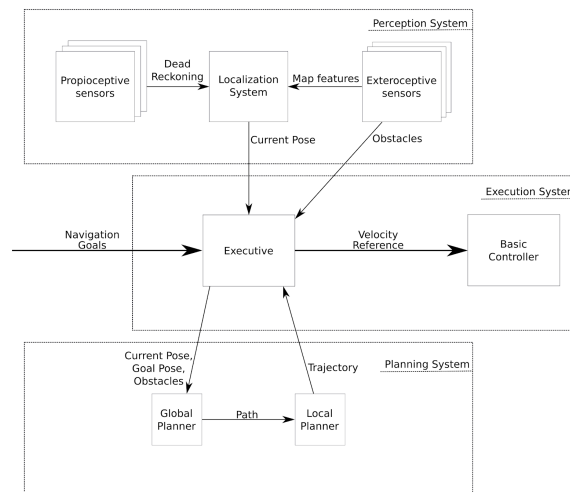 Perception System
Propioceptive
sensors
Dead
Reckoning
Localization
System
Map features
Exteroceptive
sensors
Current Pose
Obstacles
Execution System
Navigation
Goals
Executive
Velocity
Reference
Basic
Controller
Current Pose,
Goal Pose,
Obstacles
Trajectory
Planning System
Global
Planner
Path
Local
Planner